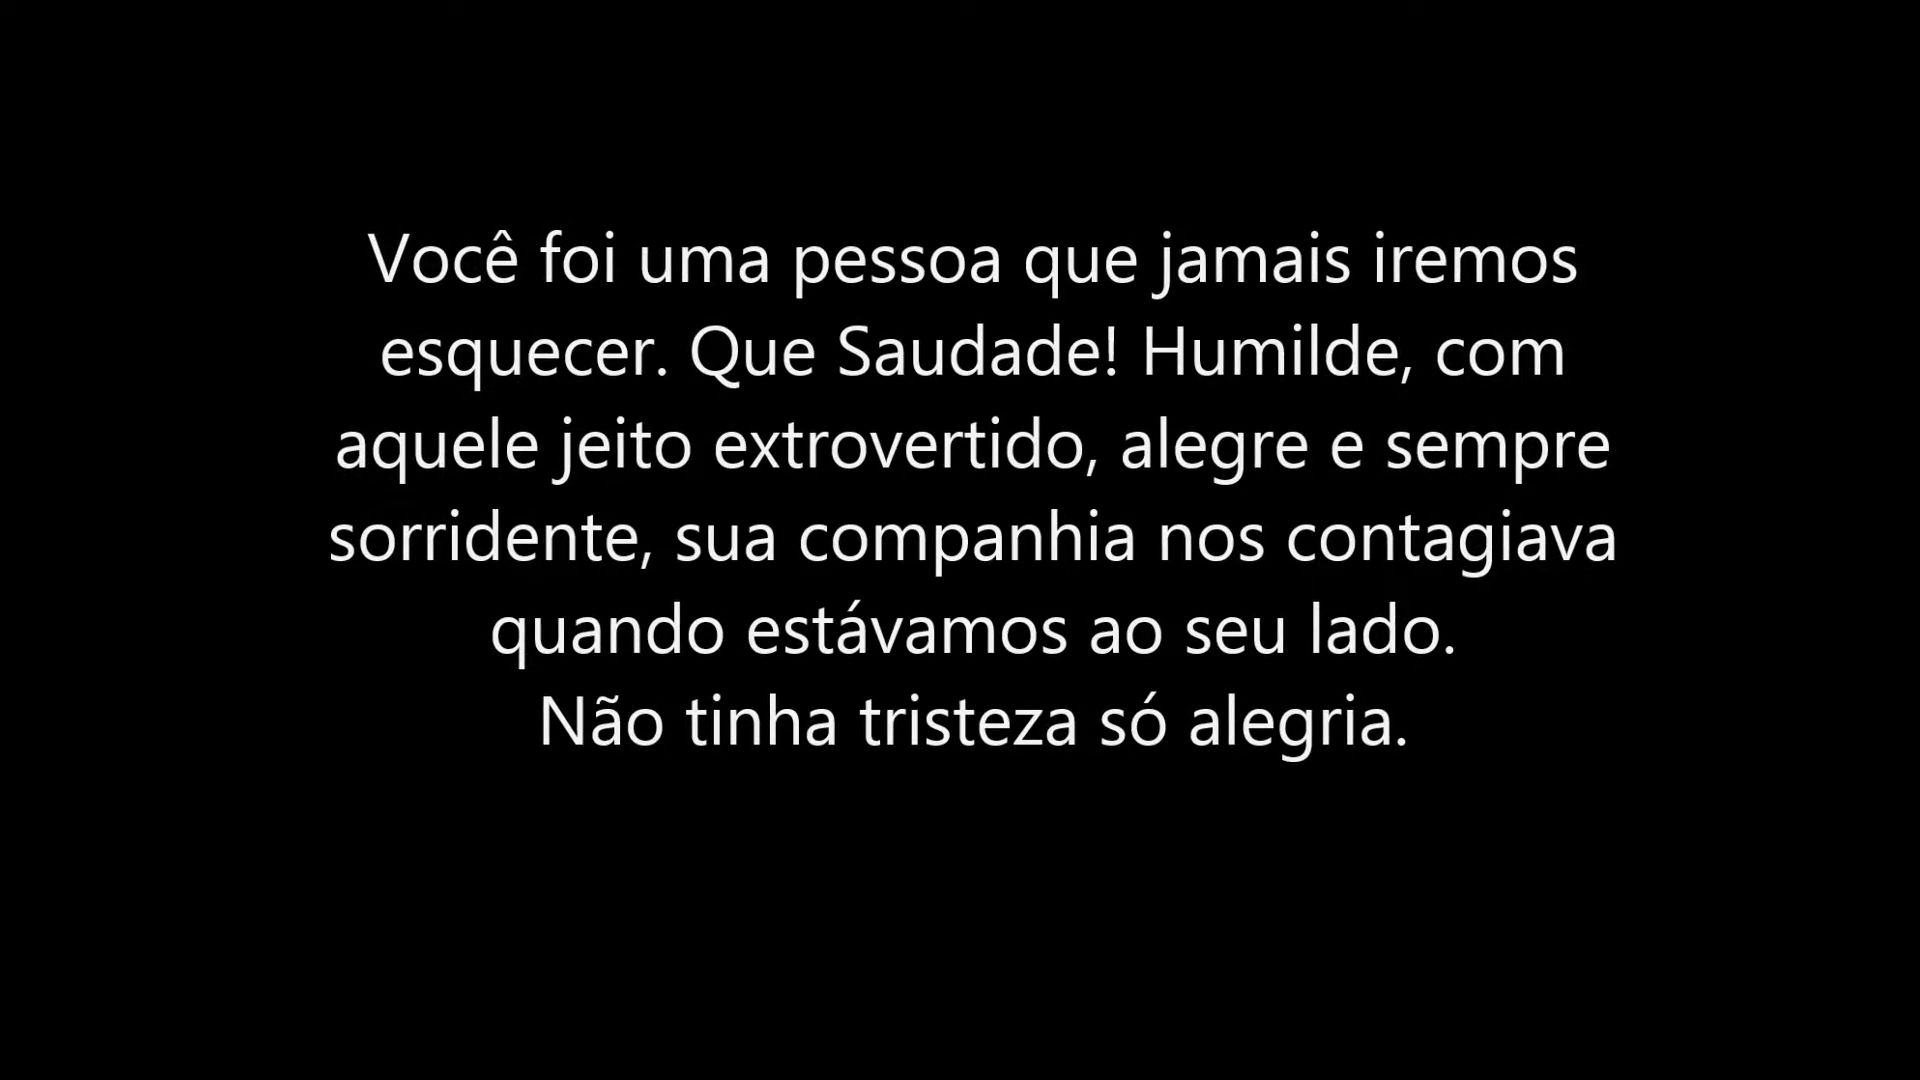 Você foi uma pessoa que jamais iremos
esquecer. Que Saudade! Humilde, com
aquele jeito extrovertido, alegre e sempre
sorridente, sua companhia nos contagiava
quando estávamos ao seu lado.
Não tinha tristeza só alegria.